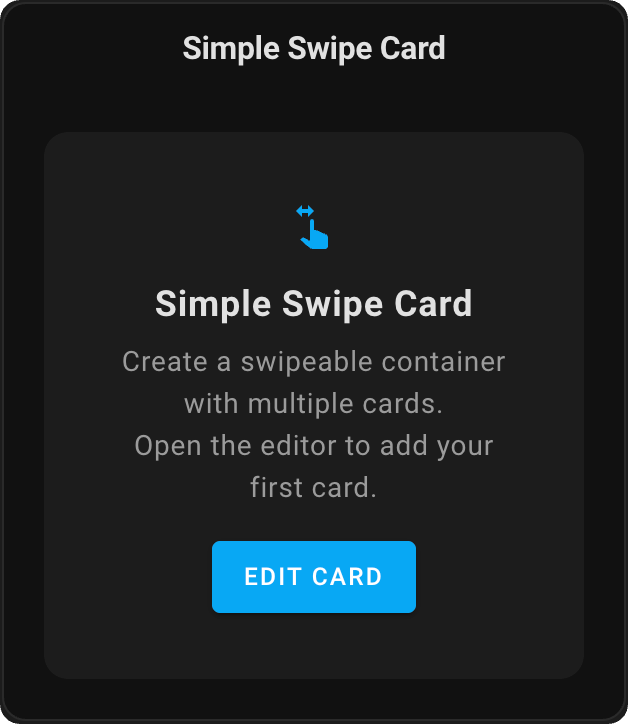 Simple Swipe Card
Simple Swipe Card
Create a swipeable container
with multiple cards.
Open the editor to add your
first card.
EDIT CARD